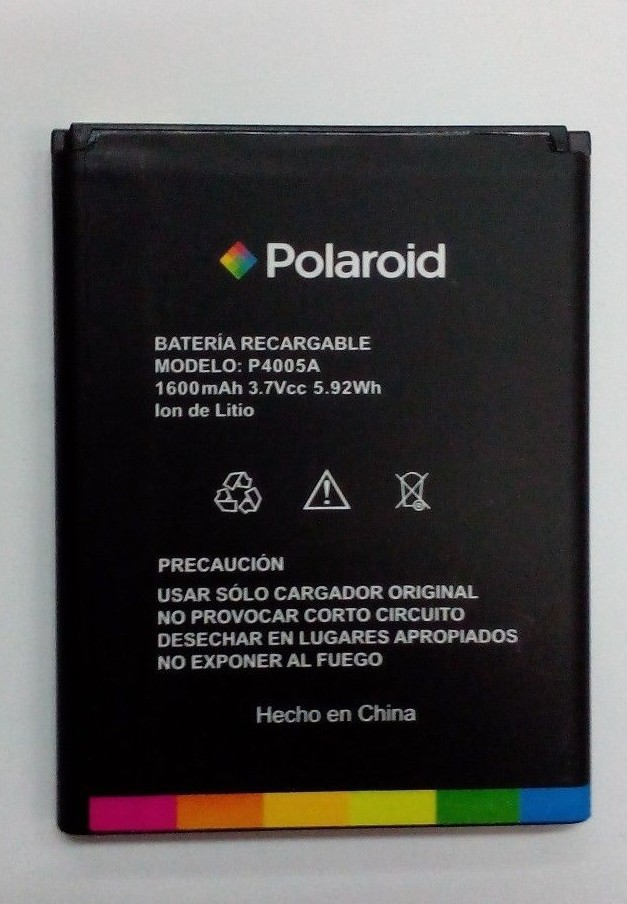 Polaroid
BATERÍA RECARGABLE
MODELO: P4005A
1600mAh 3.7Vcc 5.92Wh
Ion de Litio
PRECAUCIÓN
USAR SÓLO CARGADOR ORIGINAL
NO PROVOCAR CORTO CIRCUITO
DESECHAR EN LUGARES APROPIADOS
NO EXPONER AL FUEGO
Hecho en China